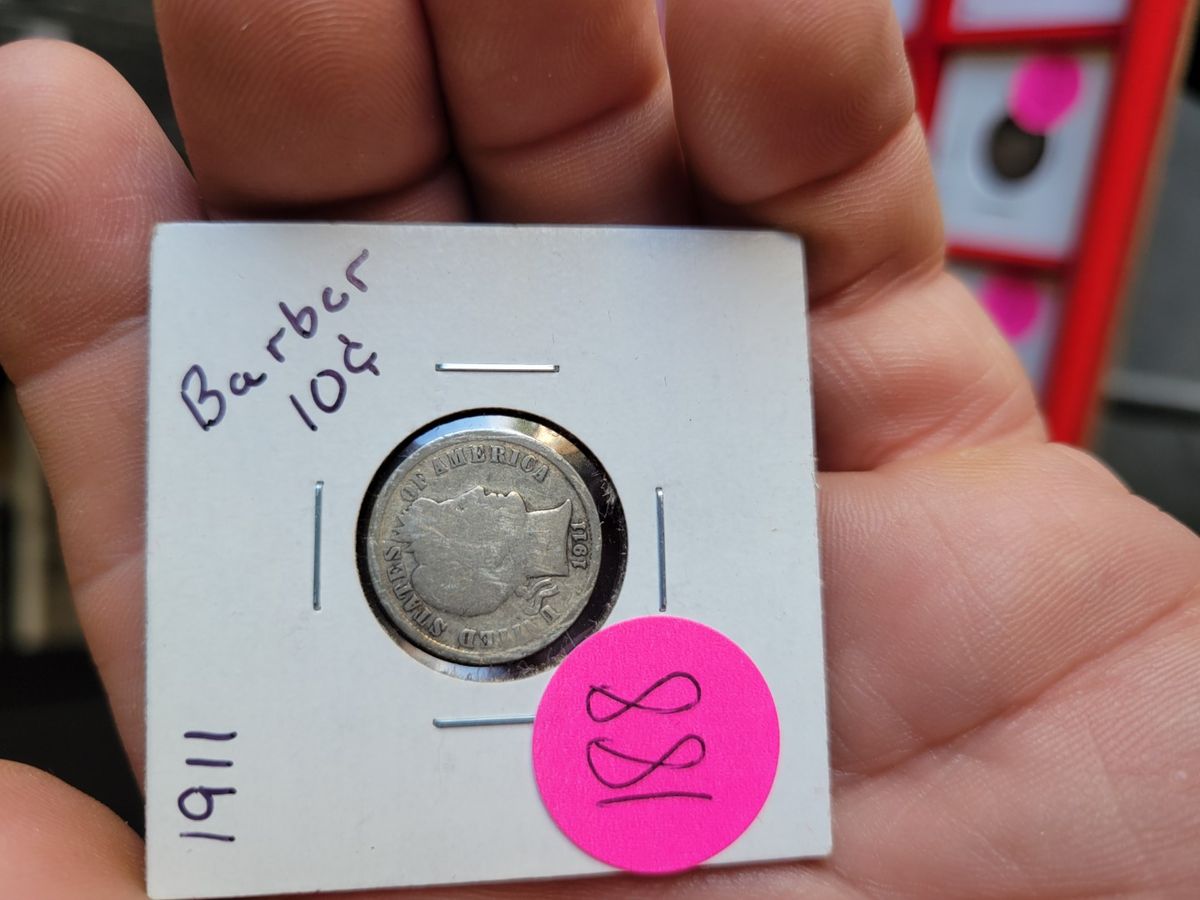 Barber
10¢
UNITED STATES OF AMERICA
1911
1911
188